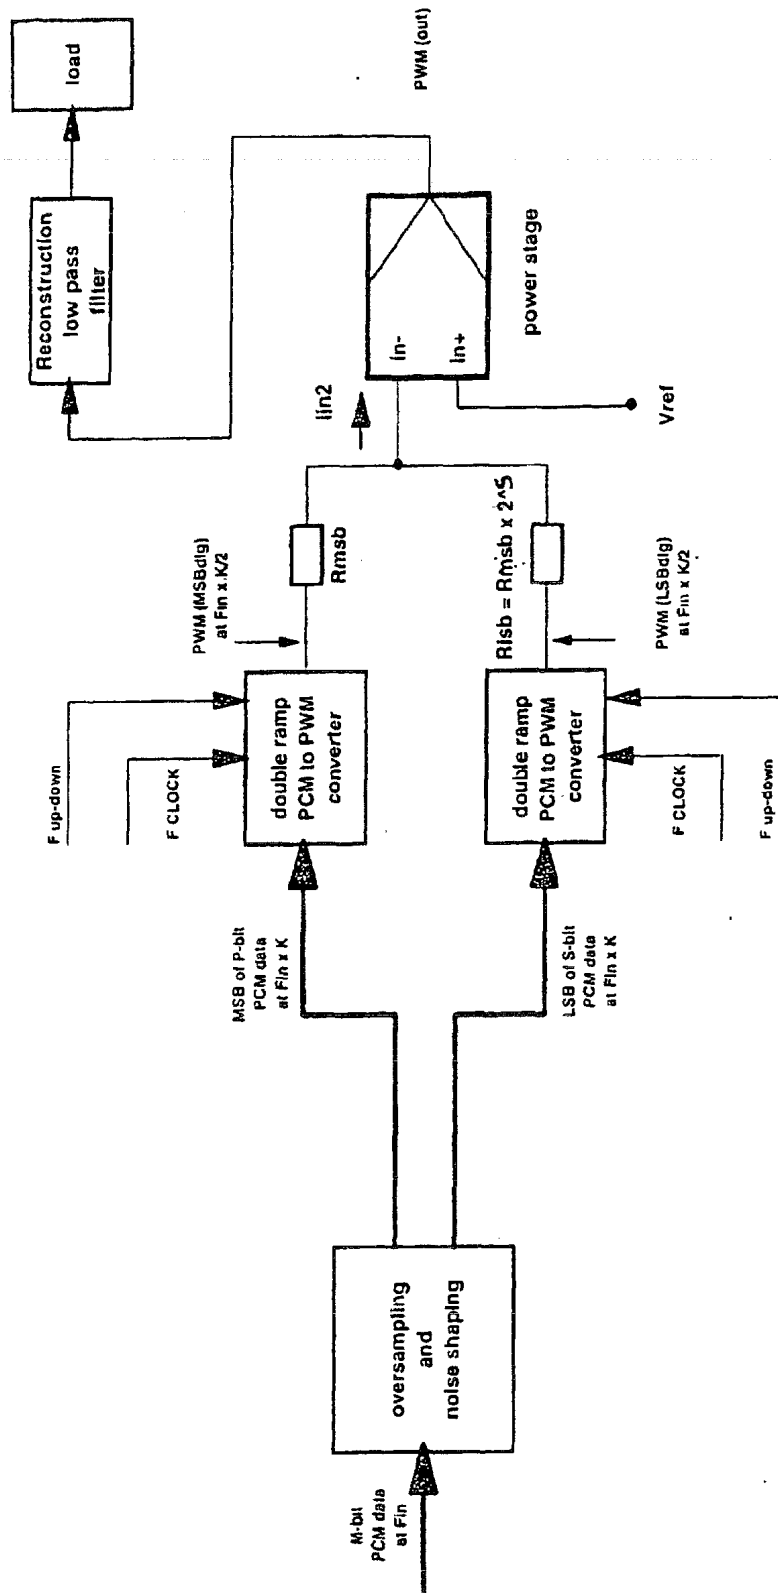 M-bit
PCM data
at Fin
oversampling
and
noise shaping
MSB of P-bit
PCM data
at Fin x K
LSB of S-bit
PCM data
at Fin x K
F up-down
F CLOCK
double ramp
PCM to PWM
converter
double ramp
PCM to PWM
converter
F CLOCK
F up-down
PWM (MSBdig)
at Fin x K/2
Rmsb
Rlsb = Rmsb x 2^S
PWM (LSBdig)
at Fin x K/2
Iin2
In-
In+
Vref
power stage
PWM (out)
Reconstruction
low pass
filter
load